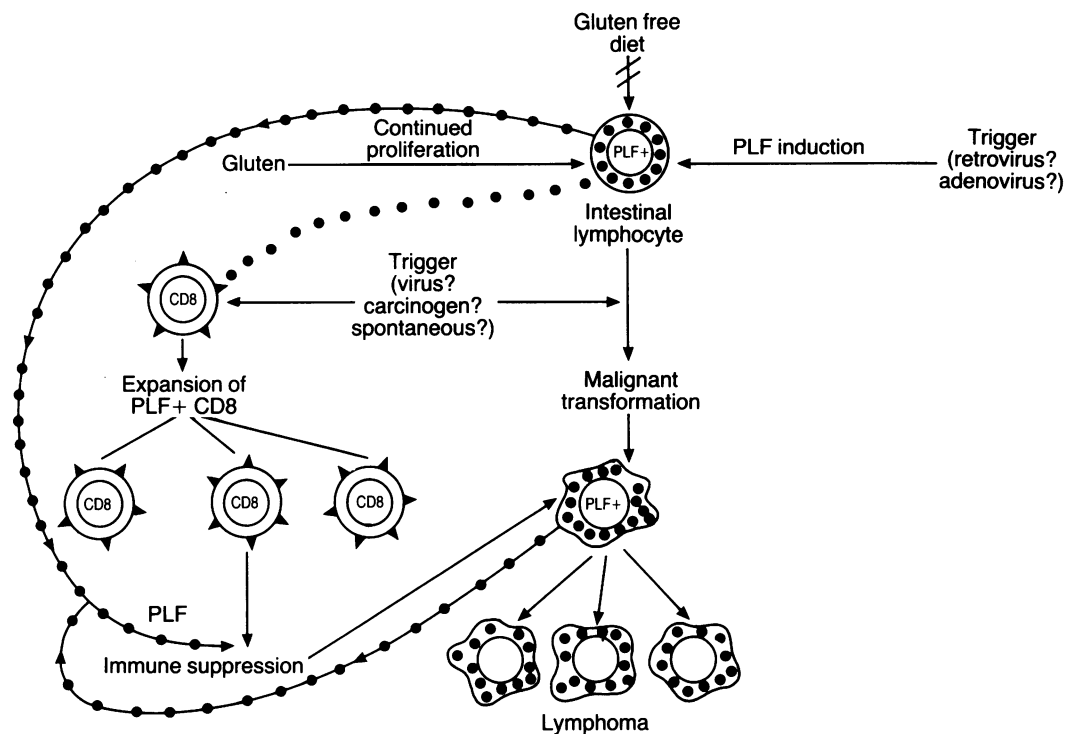 Gluten free
diet
Continued
proliferation
Gluten
PLF+
PLF induction
Trigger
(retrovirus?
adenovirus?)
Intestinal
lymphocyte
CD8
Trigger
(virus?
carcinogen?
spontaneous?)
Expansion of
PLF+ CD8
Malignant
transformation
CD8
CD8
CD8
PLF+
PLF
Immune suppression
Lymphoma